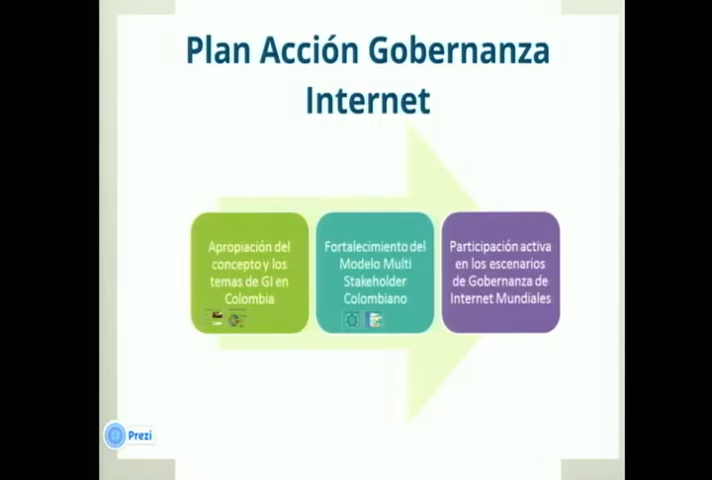 Plan Acción Gobernanza
Internet
Apropiación del
concepto y los
temas de GI en
Colombia
Fortalecimiento del
Modelo Multi
Stakeholder
Colombiano
Participación activa
en los escenarios
de Gobernanza de
Internet Mundiales
Prezi